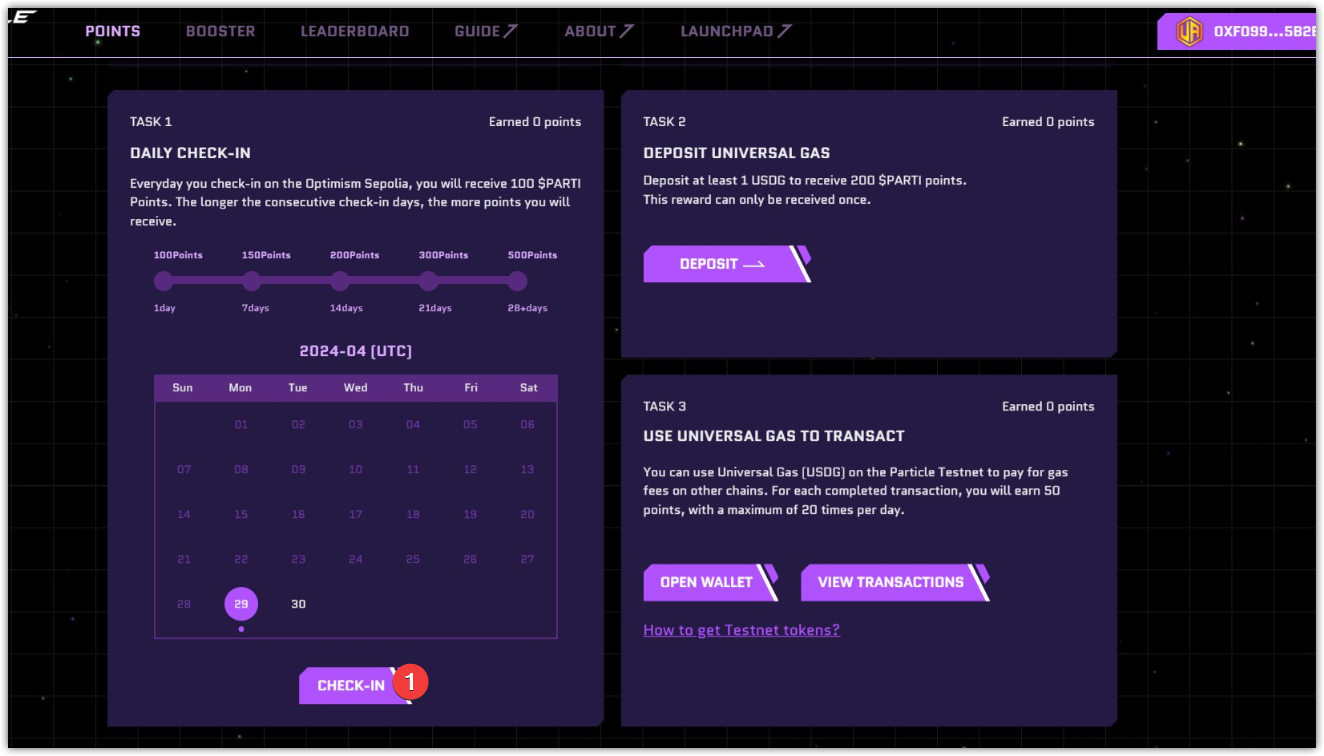 POINTS
BOOSTER
LEADERBOARD
GUIDE
ABOUT
LAUNCHPAD
0XF099...5B2E
TASK 1
Earned 0 points
DAILY CHECK-IN
Everyday you check-in on the Optimism Sepolia, you will receive 100 $PARTI
Points. The longer the consecutive check-in days, the more points you will
receive.
100Points 150Points 200Points 300Points 500Points
1day 7days 14days 21days 28+days
2024-04 (UTC)
Sun Mon Tue Wed Thu Fri Sat
01 02 03 04 05 06
07 08 09 10 11 12 13
14 15 16 17 18 19 20
21 22 23 24 25 26 27
28 29 30
CHECK-IN
1
TASK 2
Earned 0 points
DEPOSIT UNIVERSAL GAS
Deposit at least 1 USDG to receive 200 $PARTI points.
This reward can only be received once.
DEPOSIT
TASK 3
Earned 0 points
USE UNIVERSAL GAS TO TRANSACT
You can use Universal Gas (USDG) on the Particle Testnet to pay for gas
fees on other chains. For each completed transaction, you will earn 50
points, with a maximum of 20 times per day.
OPEN WALLET
VIEW TRANSACTIONS
How to get Testnet tokens?